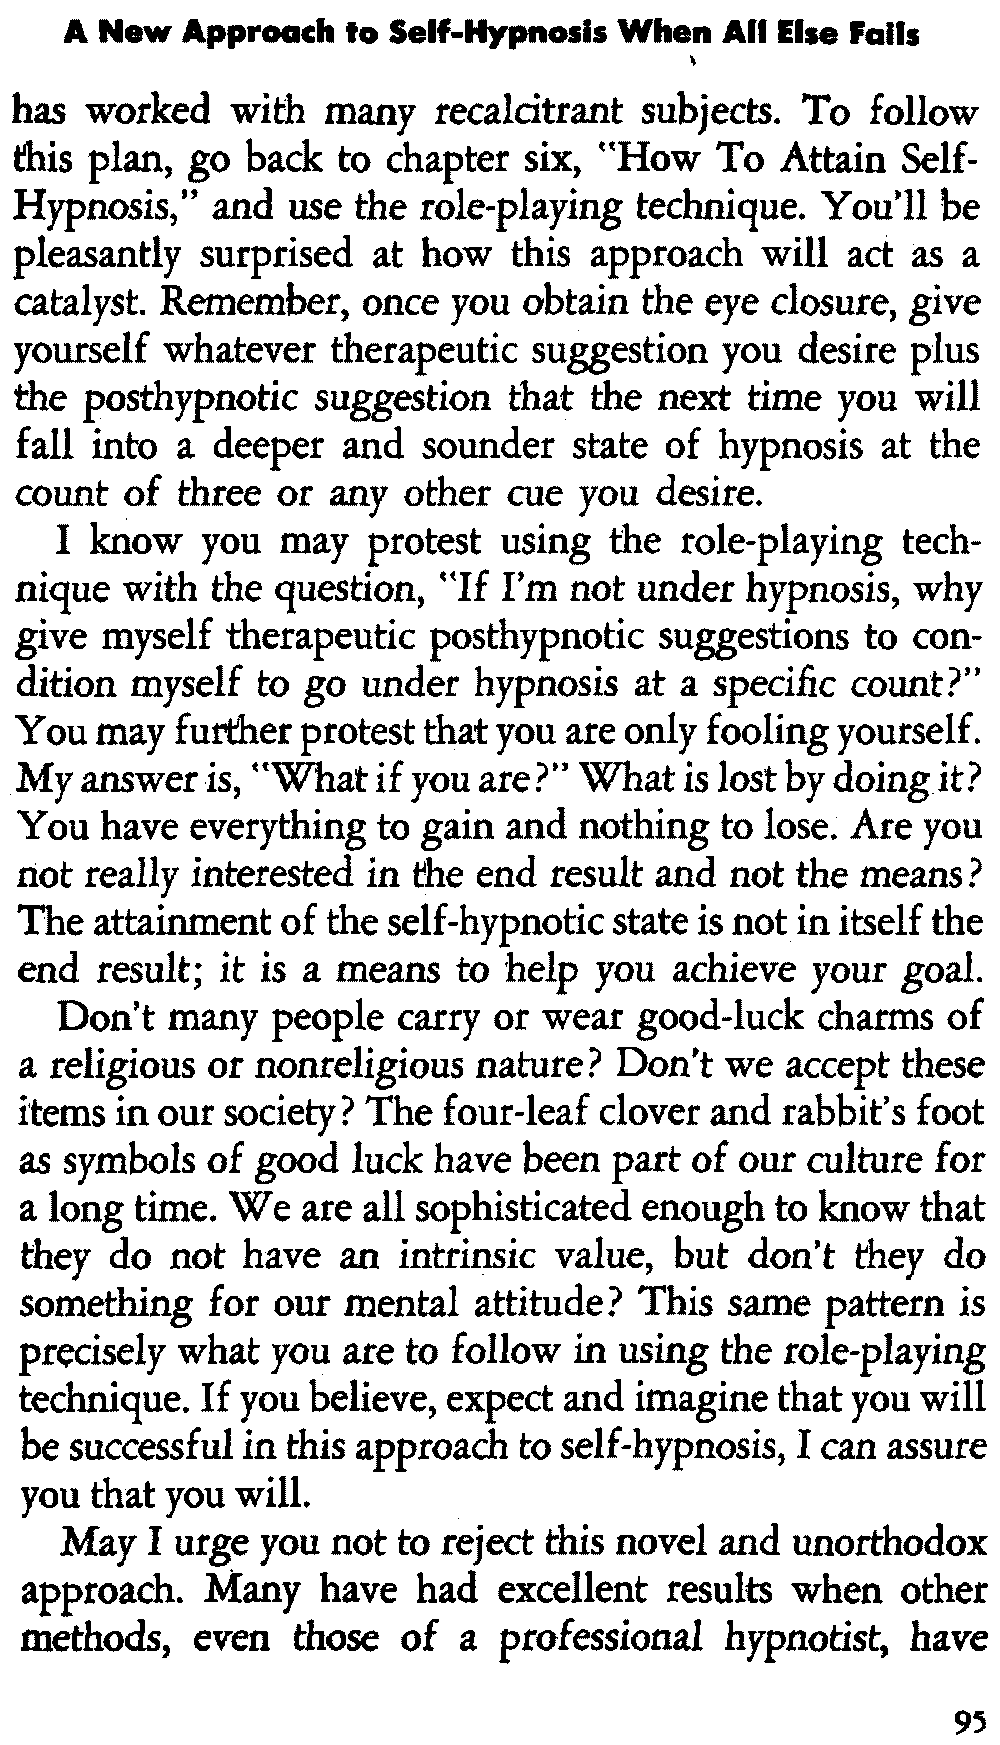 A New Approach to Self-Hypnosis When All Else Fails
has worked with many recalcitrant subjects. To follow
this plan, go back to chapter six, "How To Attain Self-
Hypnosis," and use the role-playing technique. You'll be
pleasantly surprised at how this approach will act as a
catalyst. Remember, once you obtain the eye closure, give
yourself whatever therapeutic suggestion you desire plus
the posthypnotic suggestion that the next time you will
fall into a deeper and sounder state of hypnosis at the
count of three or any other cue you desire.
I know you may protest using the role-playing tech-
nique with the question, "If I'm not under hypnosis, why
give myself therapeutic posthypnotic suggestions to con-
dition myself to go under hypnosis at a specific count?"
You may further protest that you are only fooling yourself.
My answer is, "What if you are?" What is lost by doing it?
You have everything to gain and nothing to lose. Are you
not really interested in the end result and not the means?
The attainment of the self-hypnotic state is not in itself the
end result; it is a means to help you achieve your goal.
Don't many people carry or wear good-luck charms of
a religious or nonreligious nature? Don't we accept these
items in our society? The four-leaf clover and rabbit's foot
as symbols of good luck have been part of our culture for
a long time. We are all sophisticated enough to know that
they do not have an intrinsic value, but don't they do
something for our mental attitude? This same pattern is
precisely what you are to follow in using the role-playing
technique. If you believe, expect and imagine that you will
be successful in this approach to self-hypnosis, I can assure
you that you will.
May I urge you not to reject this novel and unorthodox
approach. Many have had excellent results when other
methods, even those of a professional hypnotist, have
95